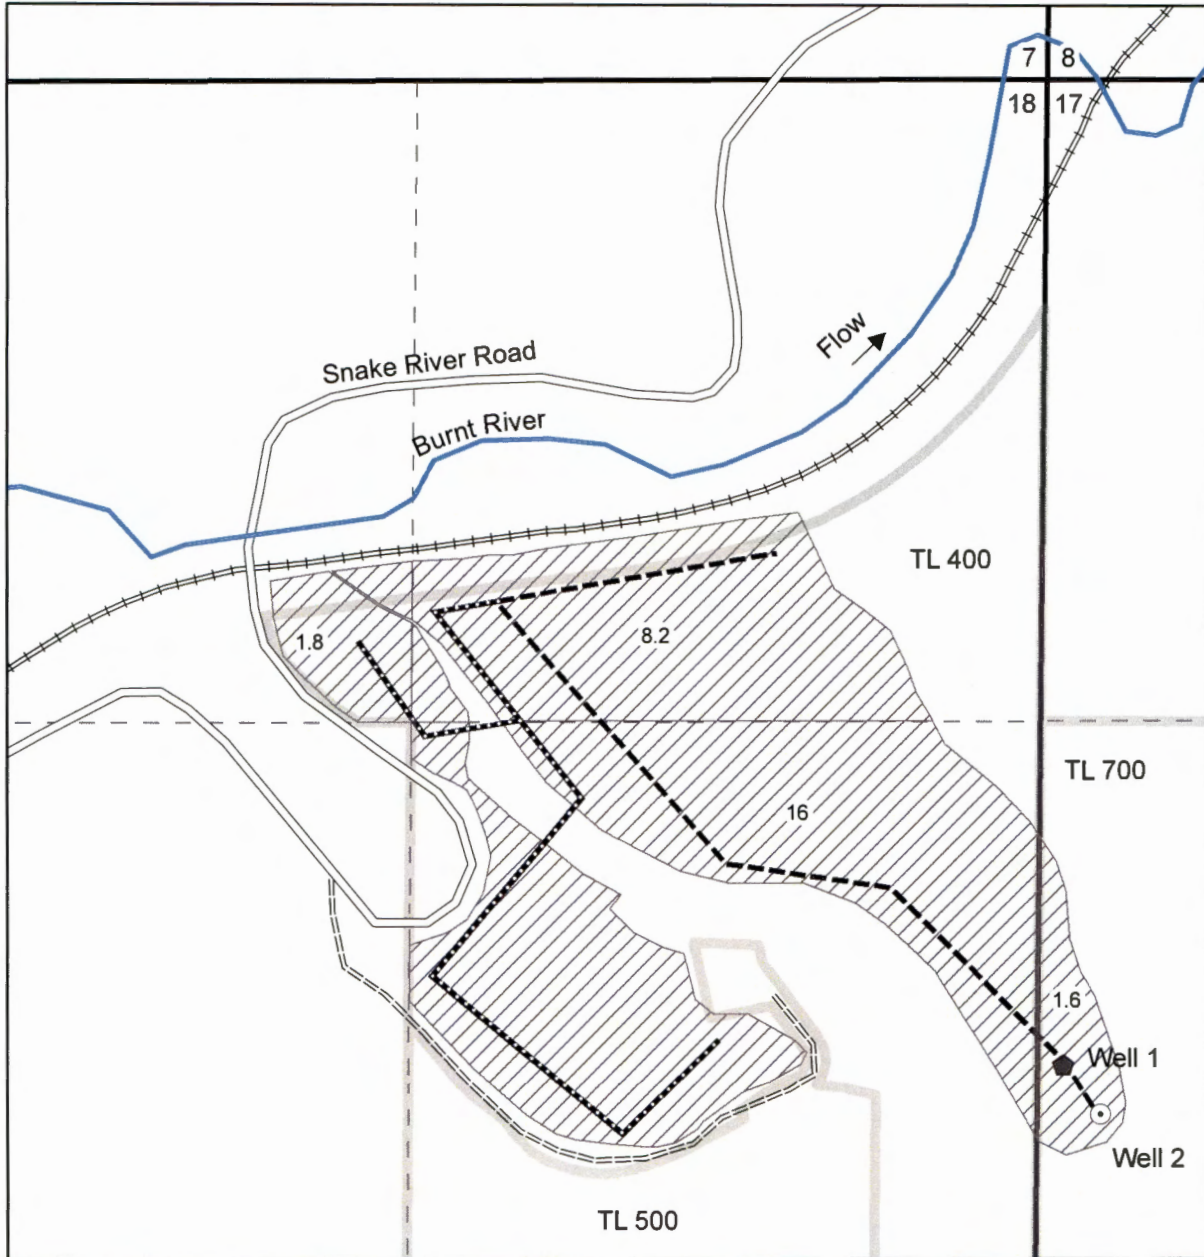 7 8
18 17
Flow
Snake River Road
Burnt River
TL 400
1.8
8.2
TL 700
16
1.6
Well 1
Well 2
TL 500